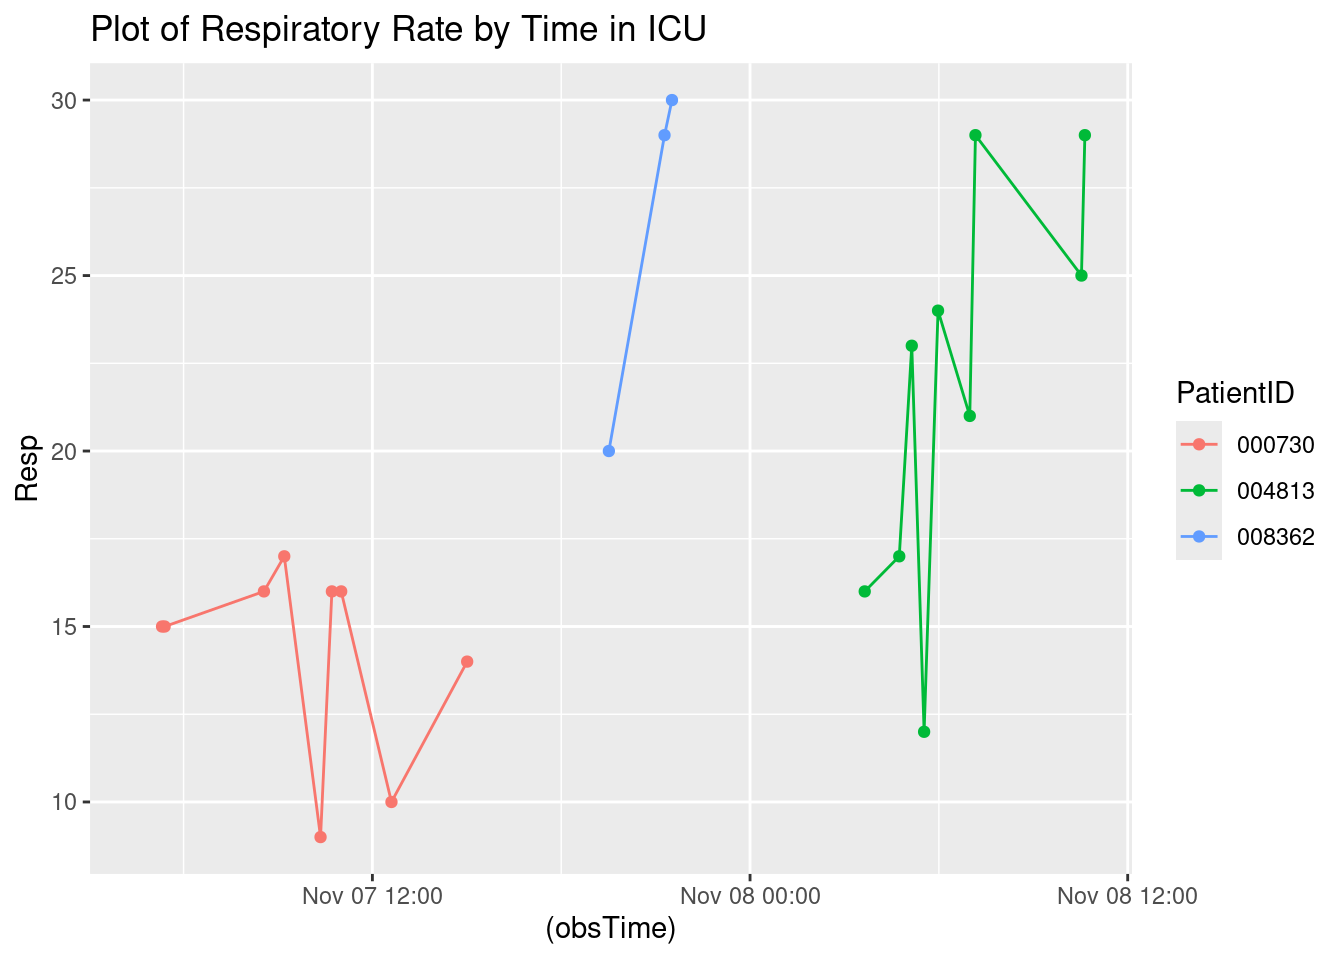 Plot of Respiratory Rate by Time in ICU
30
25
20
15
10
Resp
Nov 07 12:00
Nov 08 00:00
Nov 08 12:00
(obsTime)
PatientID
000730
004813
008362